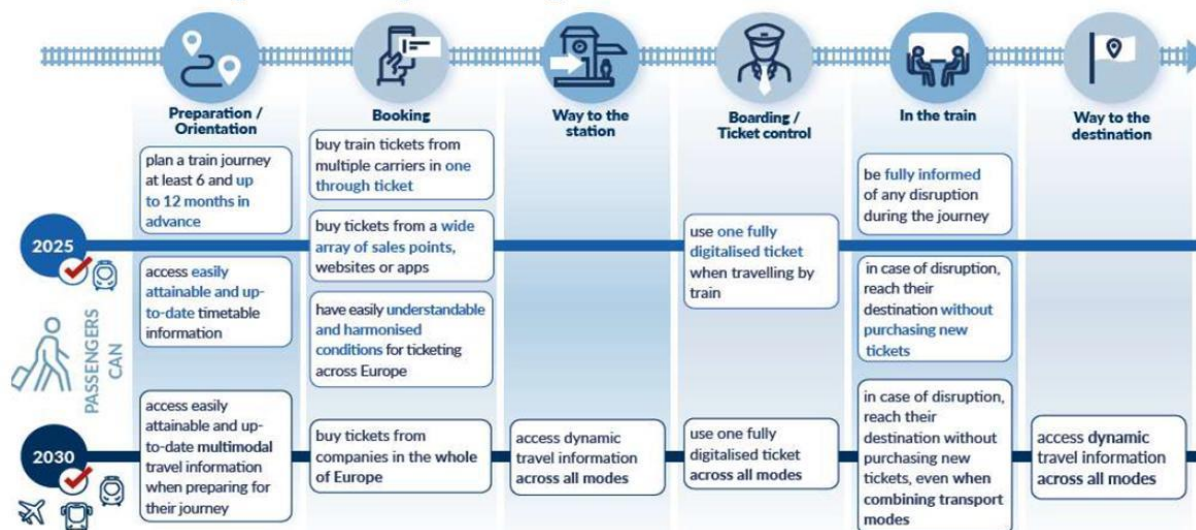 Preparation /
Orientation
Booking
Way to the
station
Boarding /
Ticket control
In the train
Way to the
destination
2025
plan a train journey
at least 6 and up
to 12 months in
advance
access easily
attainable and up-
to-date timetable
information
buy train tickets from
multiple carriers in one
through ticket
buy tickets from a wide
array of sales points,
websites or apps
have easily understandable
and harmonised
conditions for ticketing
across Europe
use one fully
digitalised ticket
when travelling by
train
be fully informed
of any disruption
during the journey
in case of disruption,
reach their
destination without
purchasing new
tickets
PASSENGERS
CAN
2030
access easily
attainable and up-
to-date multimodal
travel information
when preparing for
their journey
buy tickets from
companies in the whole
of Europe
access dynamic
travel information
across all modes
use one fully
digitalised ticket
across all modes
in case of disruption,
reach their
destination without
purchasing new
tickets, even when
combining transport
modes
access dynamic
travel information
across all modes